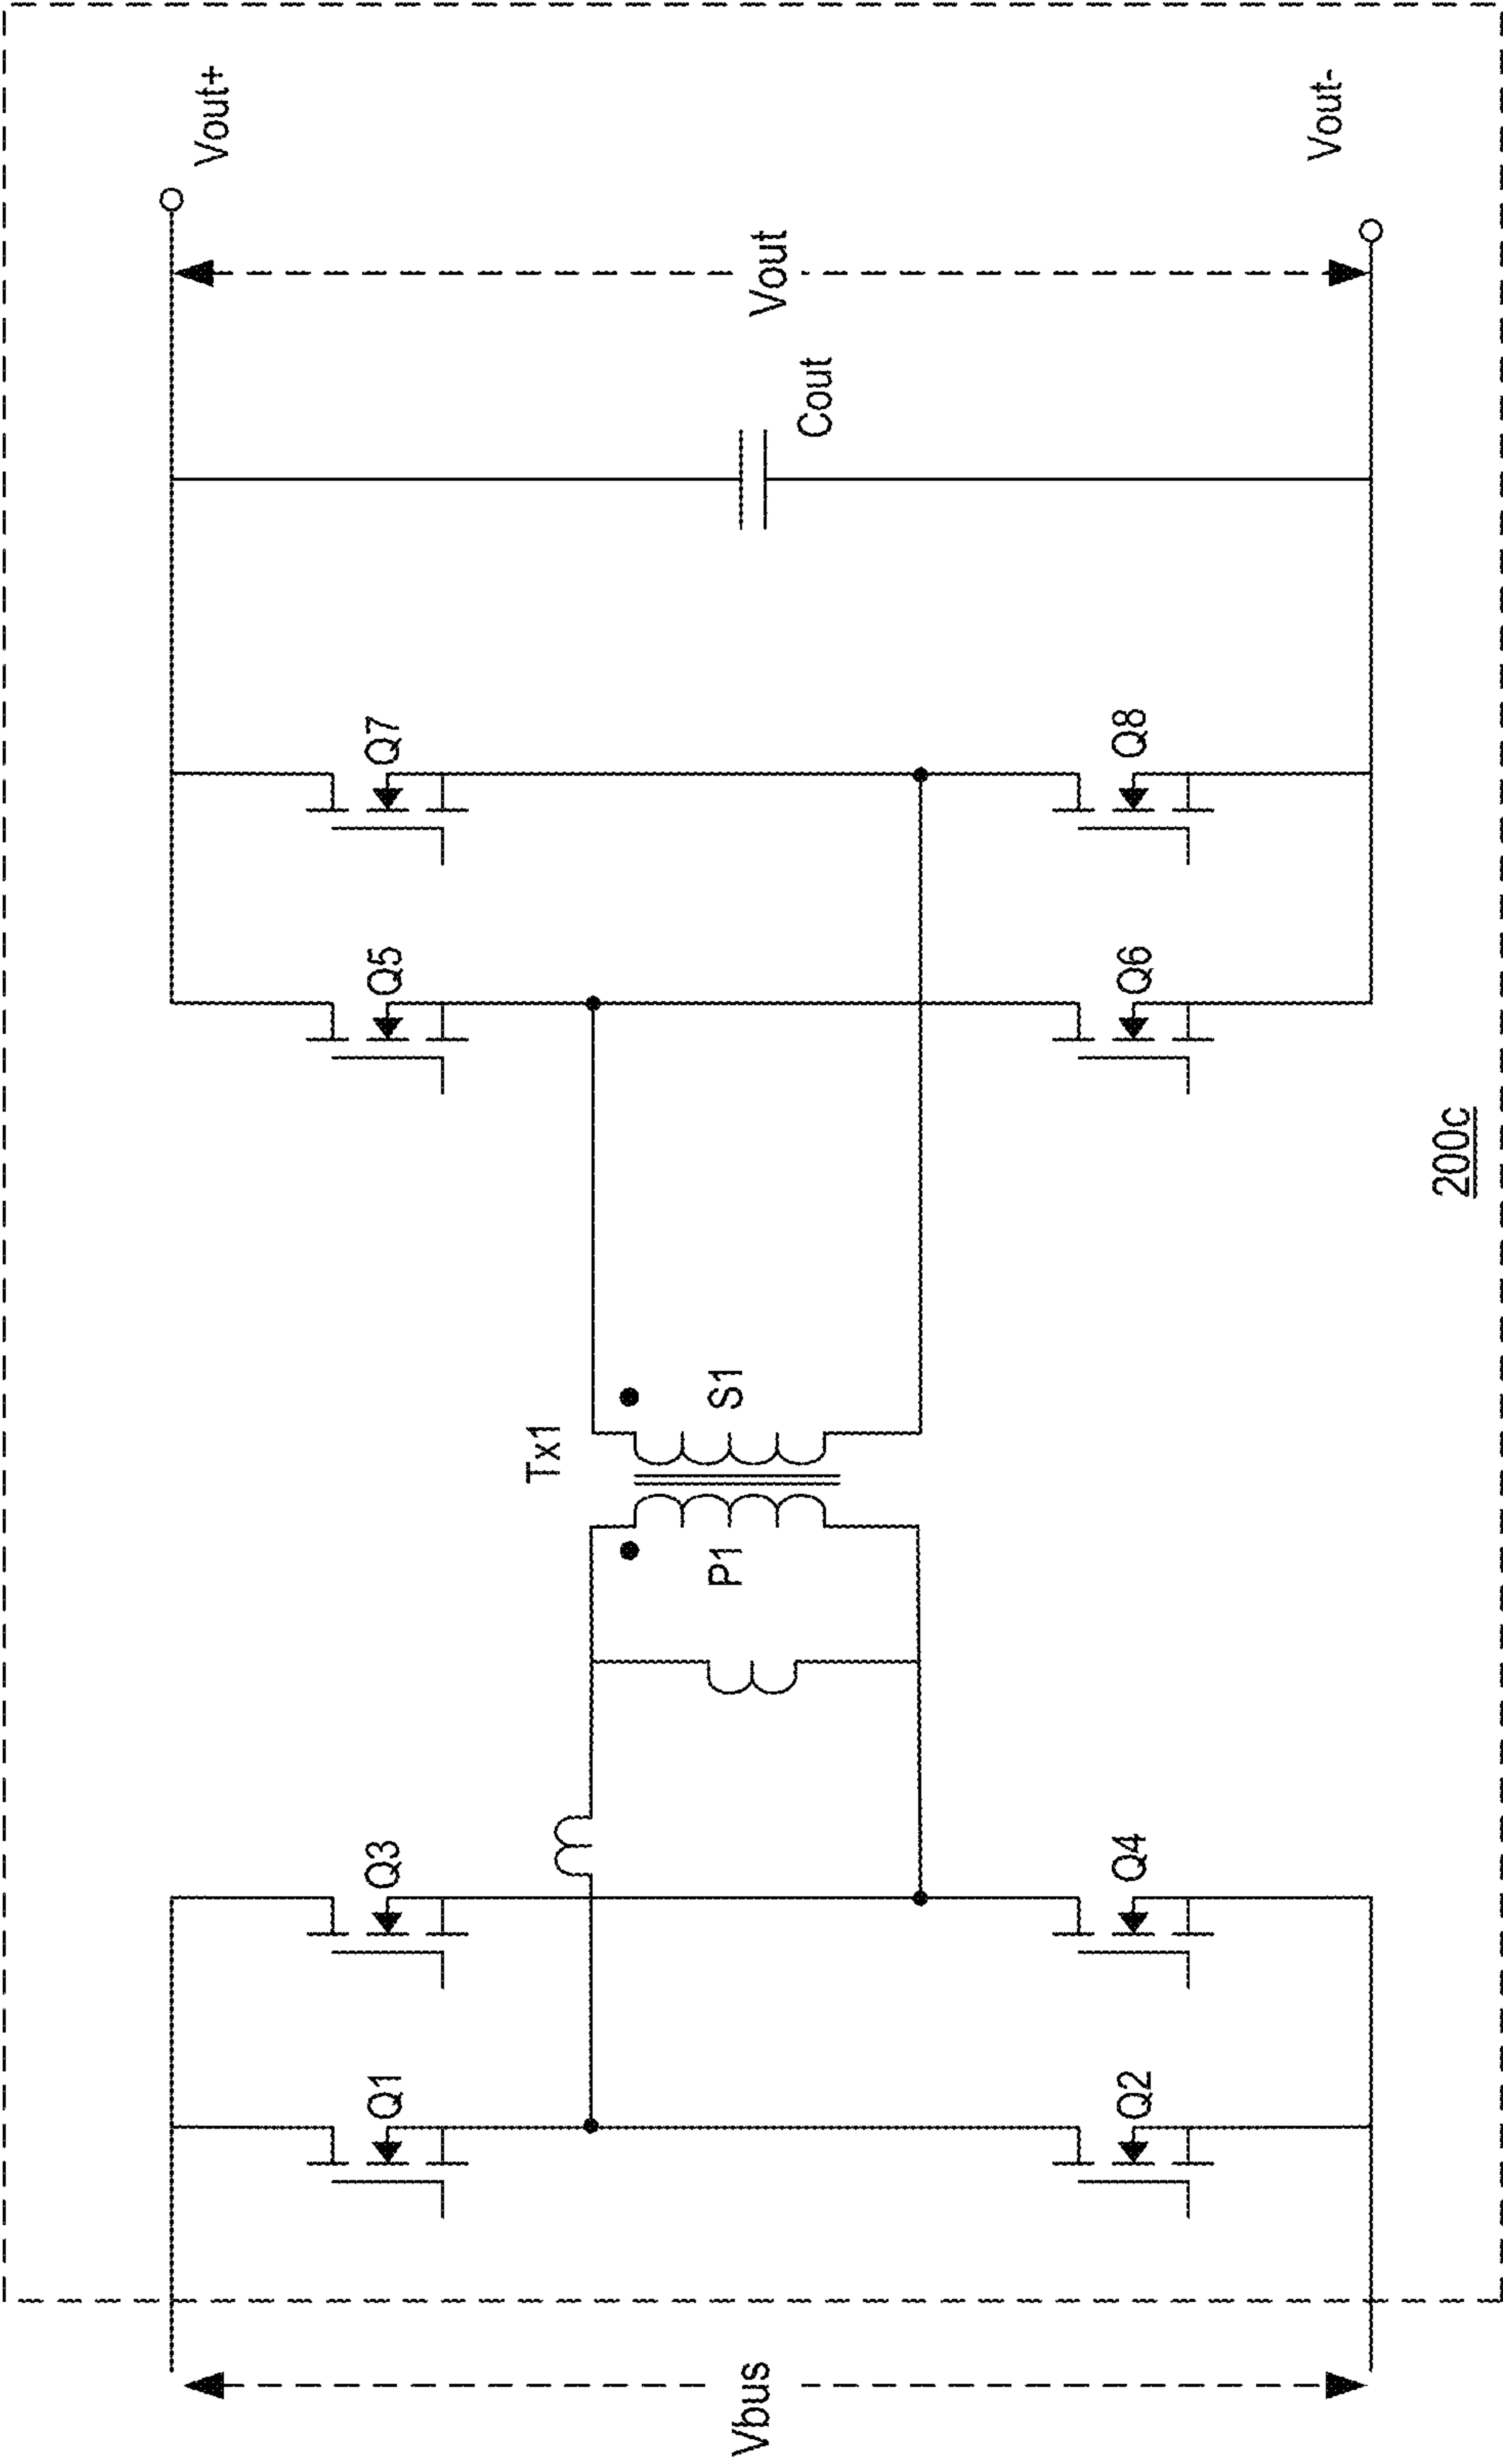 Vbus
Q1
Q3
Q2
Q4
P1
Tx1
S1
Q5
Q7
Q6
Q8
Cout
Vout
Vout+
Vout-
200c